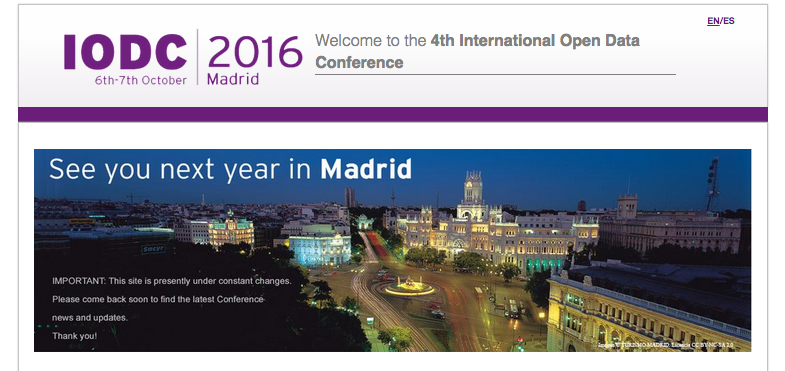 EN/ES
IODC 2016
6th-7th October Madrid
Welcome to the 4th International Open Data
Conference
See you next year in Madrid
IMPORTANT: This site is presently under constant changes.
Please come back soon to find the latest Conference
news and updates.
Thank you!
TURISMO MADRID. Licencia CC BY-NC-SA 2.0